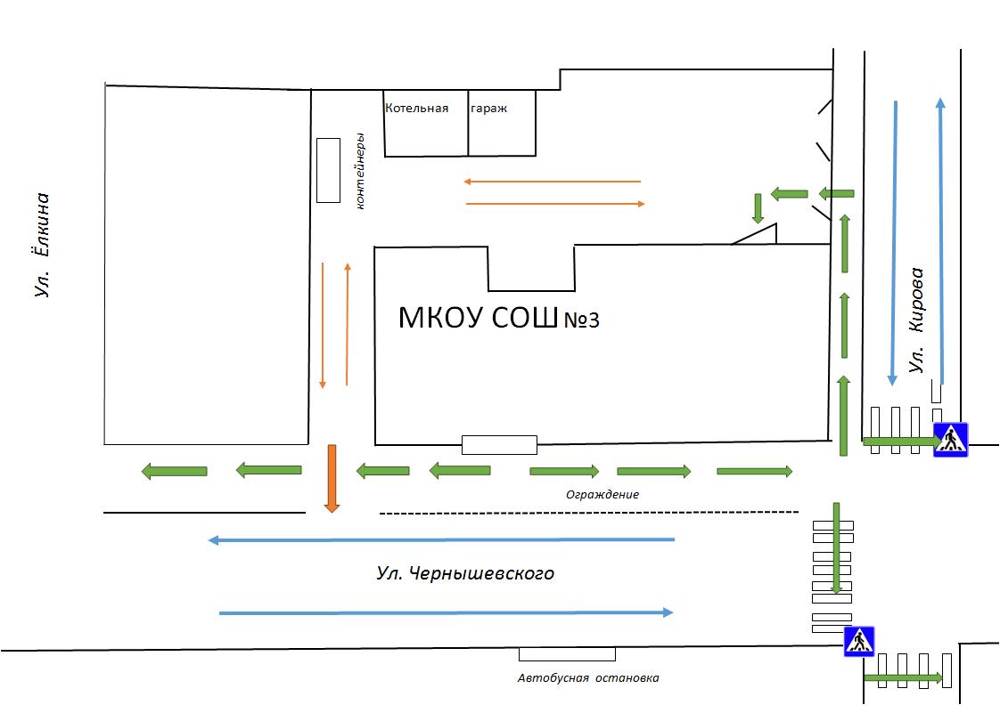 Котельная
гараж
контейнеры
Ул. Ёлкина
МКОУ СОШ №3
Ул. Кирова
Ограждение
Ул. Чернышевского
Автобусная остановка